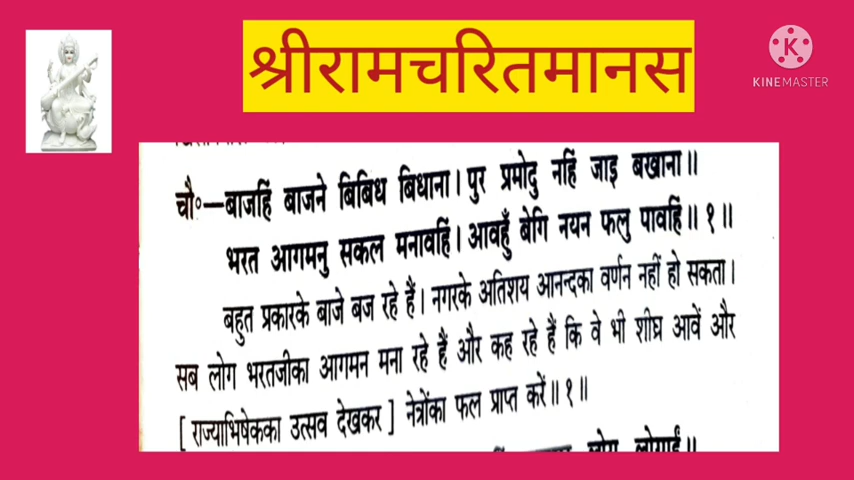 श्रीरामचरितमानस
KINEMASTER
चौ०—बाजहिं बाजने बिबिध बिधाना। पुर प्रमोदु नहिं जाइ बखाना॥
भरत आगमनु सकल मनावहिं। आवहुँ बेगि नयन फलु पावहिं॥ १॥
बहुत प्रकारके बाजे बज रहे हैं। नगरके अतिशय आनन्दका वर्णन नहीं हो सकता।
सब लोग भरतजीका आगमन मना रहे हैं और कह रहे हैं कि वे भी शीघ्र आवें और
[ राज्याभिषेकका उत्सव देखकर ] नेत्रोंका फल प्राप्त करें॥ १॥
लोग लोगाईं॥